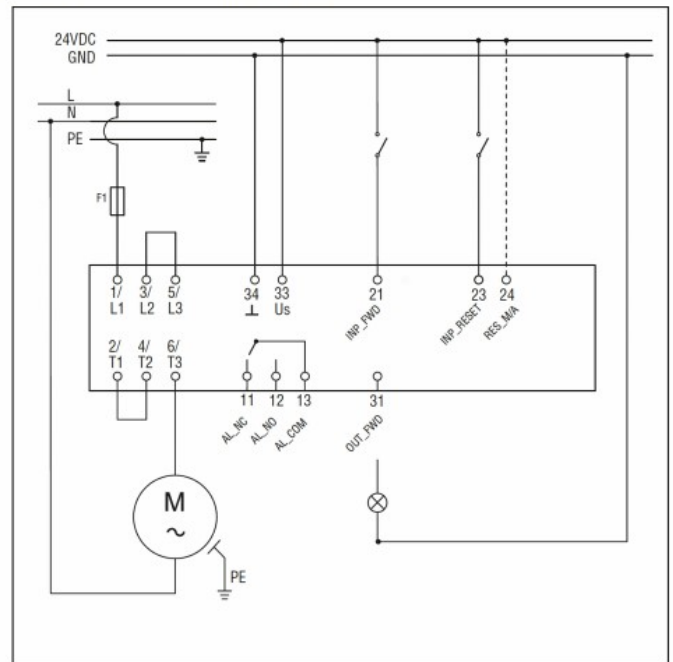 24VDC
GND
L
N
PE
F1
1/ 3/ 5/
L1 L2 L3
34 33 21 23 24
⊥ Us
INP_FWD
INP_RESET
RES_M/A
2/ 4/ 6/
T1 T2 T3
11 12 13 31
AL_NC
AL_NO
AL_COM
OUT_FWD
M
~
PE